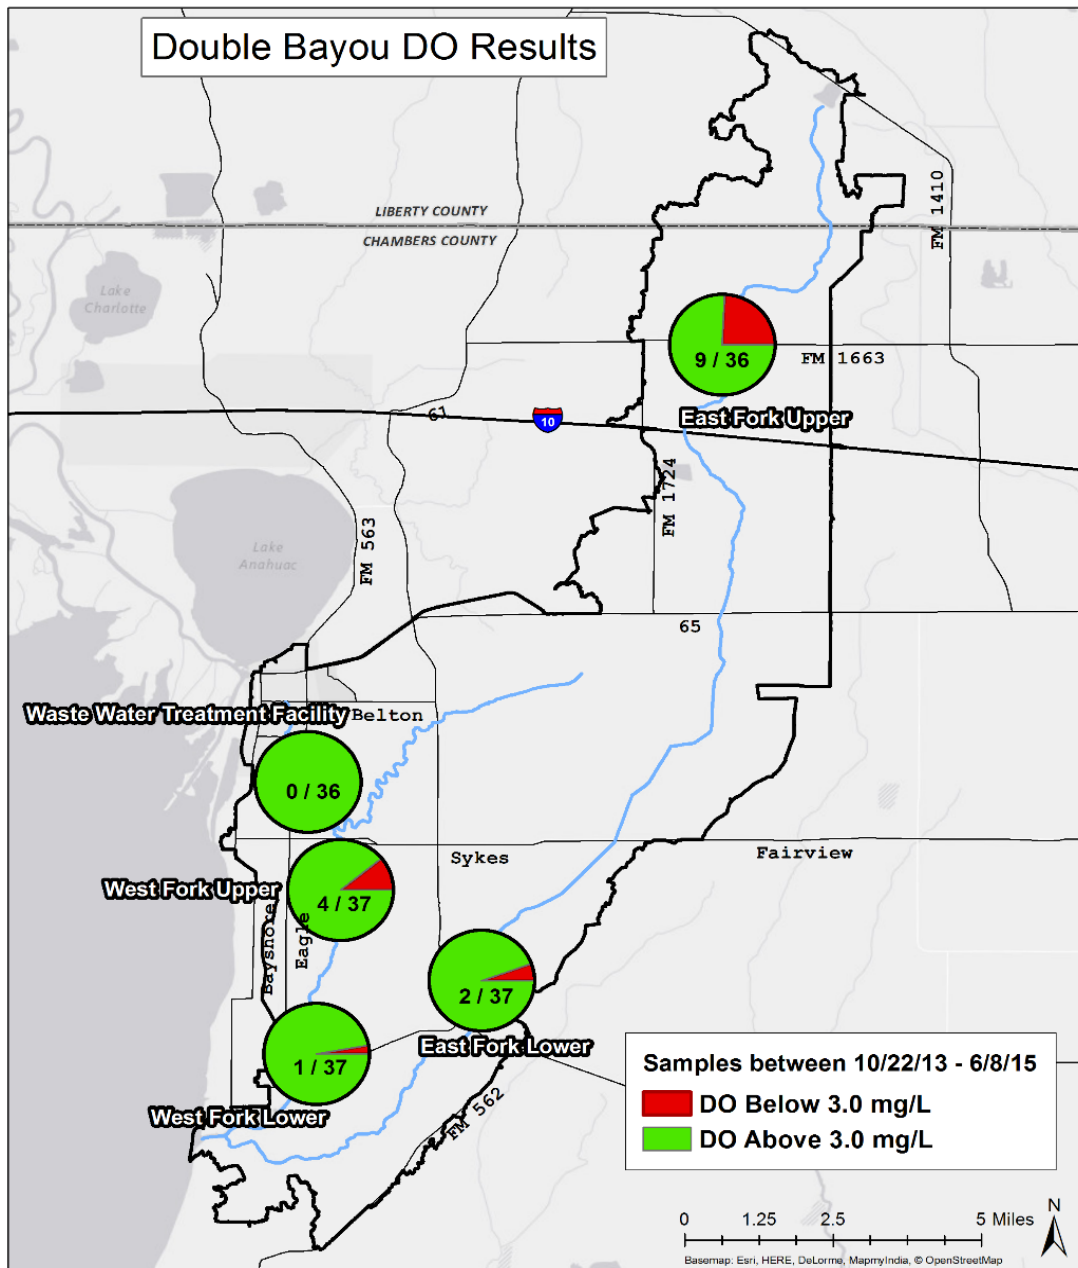 Double Bayou DO Results
LIBERTY COUNTY
CHAMBERS COUNTY
FM 1410
Lake
Charlotte
9 / 36
FM 1663
East Fork Upper
61
10
FM 1724
FM 563
Lake
Anahuac
65
Waste Water Treatment Facility
Belton
0 / 36
Sykes
Fairview
West Fork Upper
4 / 37
Bayshore
Eagle
2 / 37
East Fork Lower
1 / 37
West Fork Lower
FM 562
Samples between 10/22/13 - 6/8/15
DO Below 3.0 mg/L
DO Above 3.0 mg/L
0 1.25 2.5 5 Miles
N
Basemap: Esri, HERE, DeLorme, MapmyIndia, © OpenStreetMap